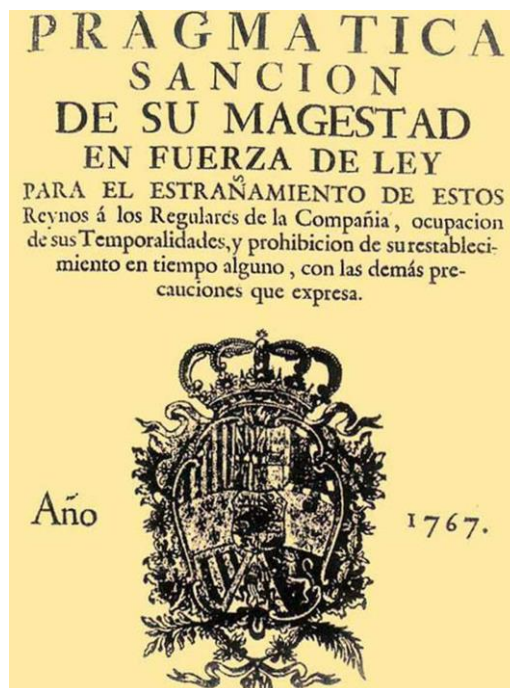 PRAGMATICA
SANCION
DE SU MAGESTAD
EN FUERZA DE LEY
PARA EL ESTRAÑAMIENTO DE ESTOS
Reynos á los Regulares de la Compañia, ocupacion
de sus Temporalidades, y prohibicion de su estableci-
miento en tiempo alguno, con las demás pre-
cauciones que expresa.
Año 1767.